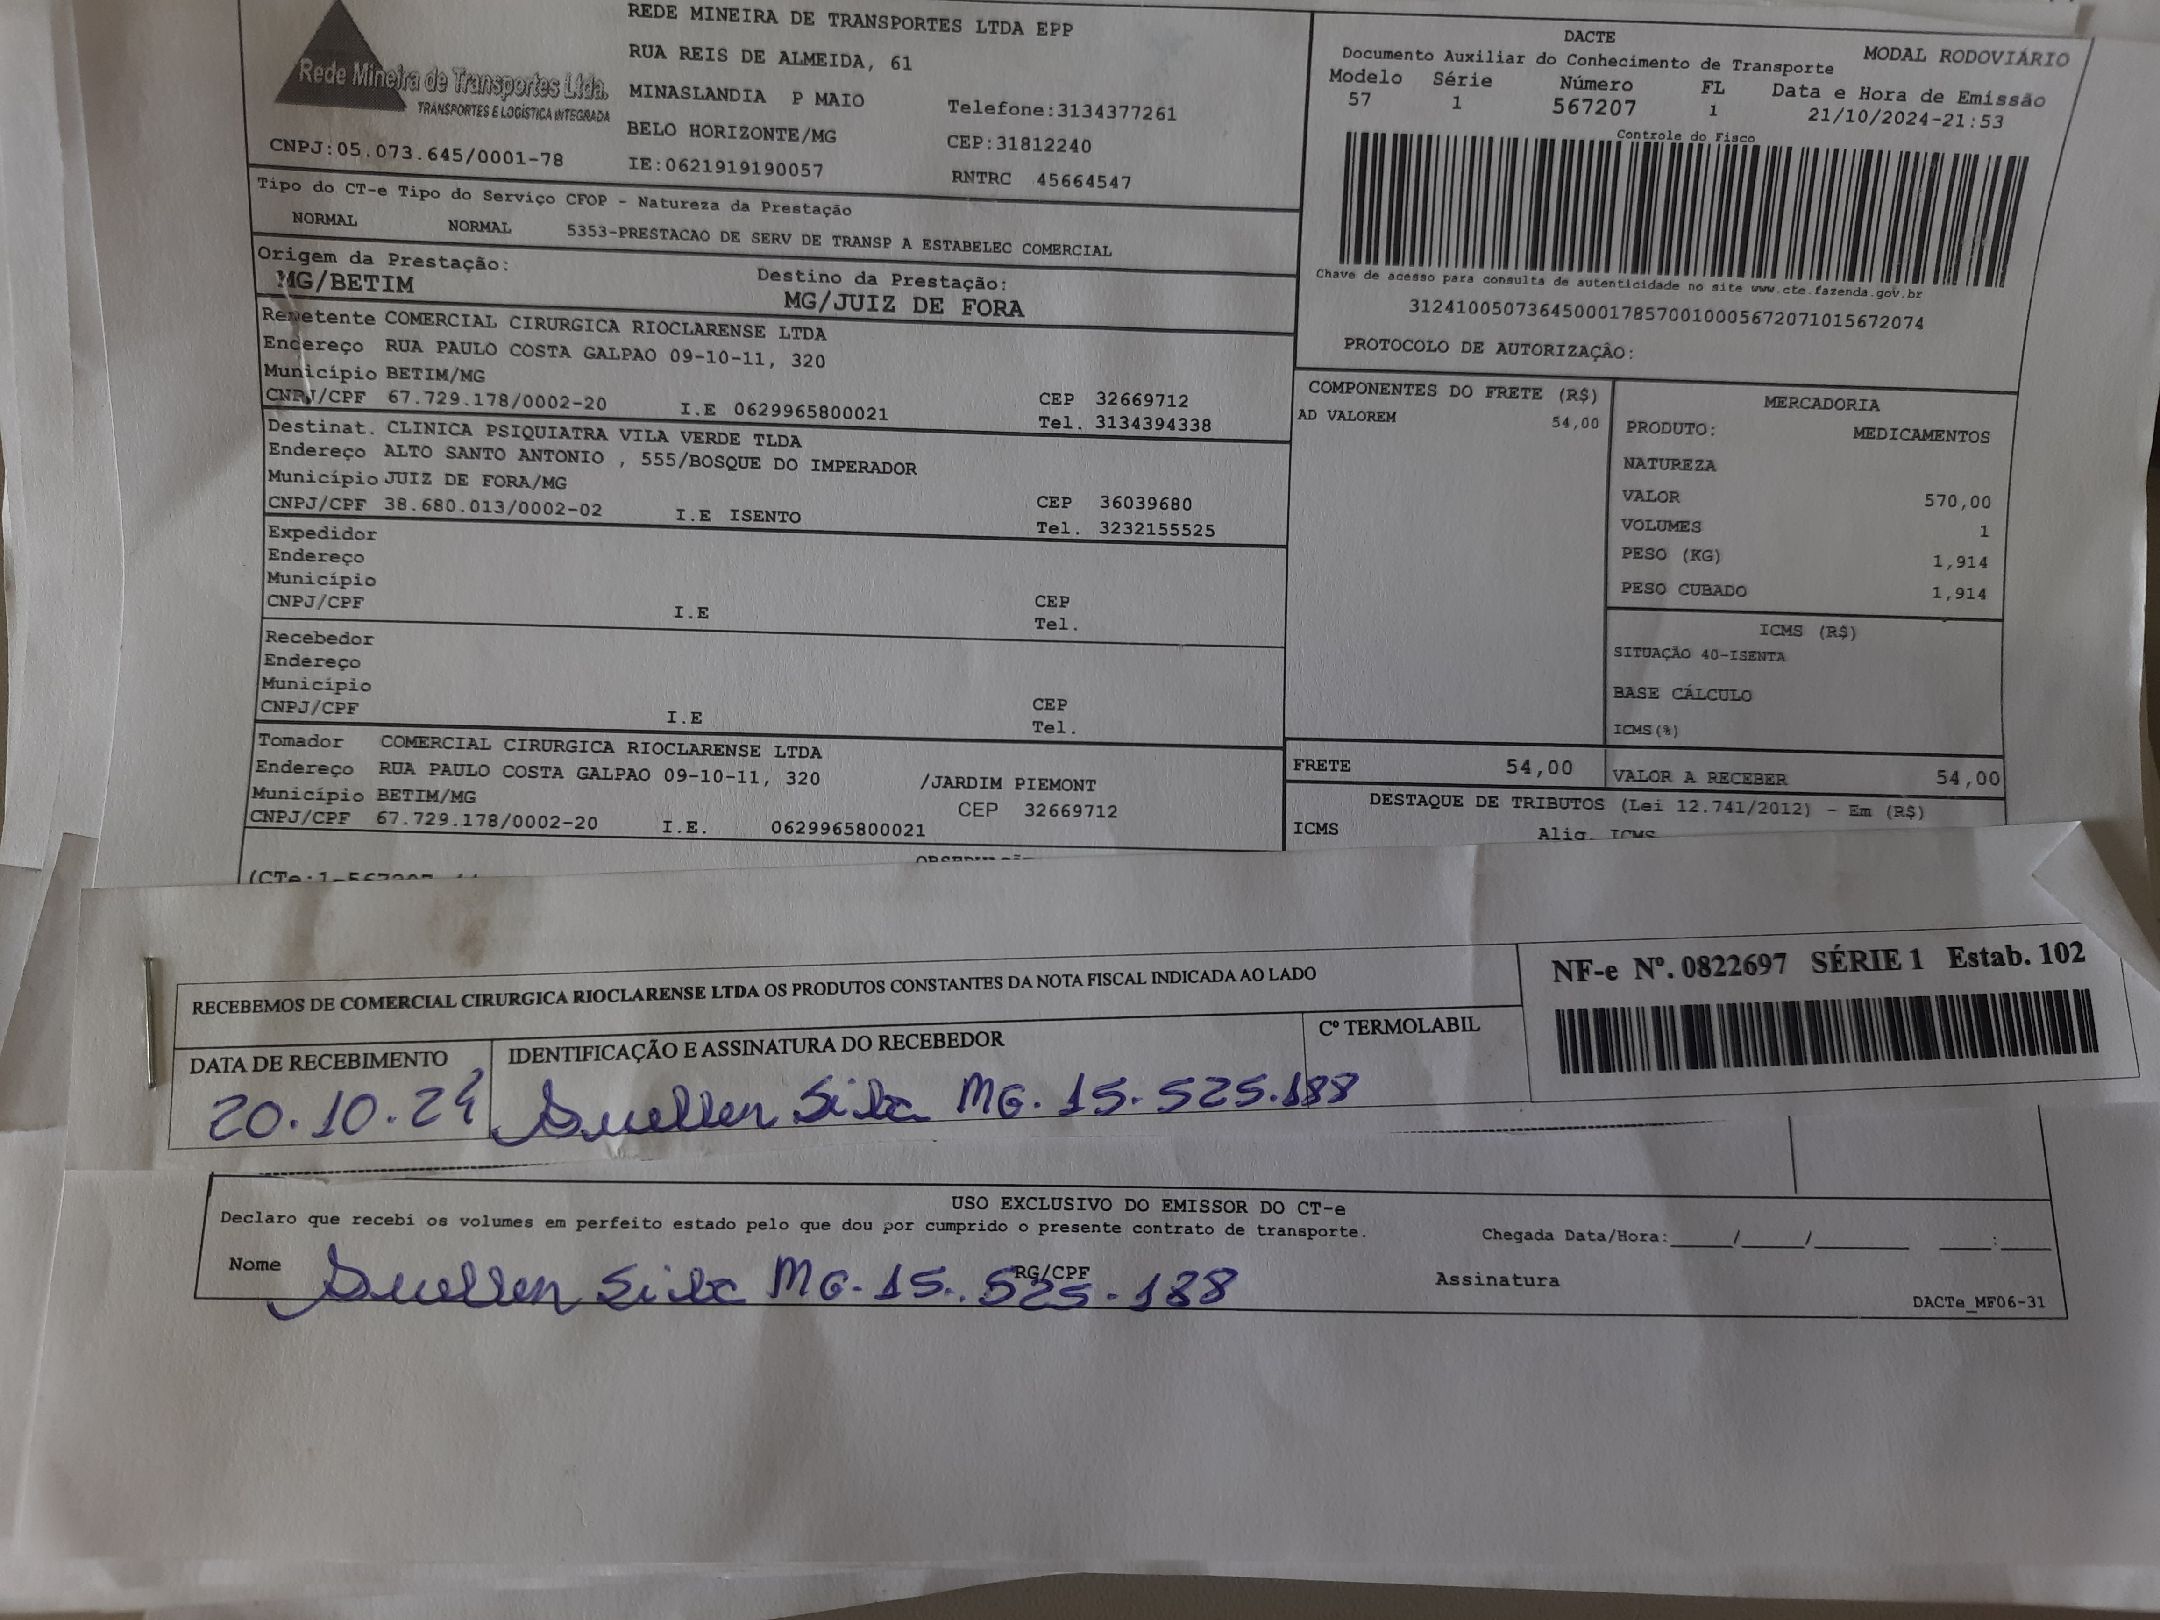 Rede Mineira de Transportes Ltda.
TRANSPORTES E LOGÍSTICA INTEGRADA
CNPJ:05.073.645/0001-78
REDE MINEIRA DE TRANSPORTES LTDA EPP
RUA REIS DE ALMEIDA, 61
MINASLANDIA P MAIO Telefone:3134377261
BELO HORIZONTE/MG CEP:31812240
IE:0621919190057 RNTRC 45664547
DACTE MODAL RODOVIÁRIO
Documento Auxiliar do Conhecimento de Transporte
Modelo Série Número FL Data e Hora de Emissão
57 1 567207 1 21/10/2024-21:53
Controle do Fisco
Chave de acesso para consulta de autenticidade no site www.cte.fazenda.gov.br
31241005073645000178570010005672071015672074
PROTOCOLO DE AUTORIZAÇÂO:
Tipo do CT-e Tipo do Serviço CFOP - Natureza da Prestação
NORMAL NORMAL 5353-PRESTACAO DE SERV DE TRANSP A ESTABELEC COMERCIAL
Origem da Prestação: Destino da Prestação:
MG/BETIM MG/JUIZ DE FORA
Remetente COMERCIAL CIRURGICA RIOCLARENSE LTDA
Endereço RUA PAULO COSTA GALPAO 09-10-11, 320
Município BETIM/MG CEP 32669712
CNPJ/CPF 67.729.178/0002-20 I.E 0629965800021 Tel. 3134394338
Destinat. CLINICA PSIQUIATRA VILA VERDE TLDA
Endereço ALTO SANTO ANTONIO , 555/BOSQUE DO IMPERADOR
Município JUIZ DE FORA/MG CEP 36039680
CNPJ/CPF 38.680.013/0002-02 I.E ISENTO Tel. 3232155525
Expedidor
Endereço
Município CEP
CNPJ/CPF I.E Tel.
Recebedor
Endereço
Município CEP
CNPJ/CPF I.E Tel.
Tomador COMERCIAL CIRURGICA RIOCLARENSE LTDA
Endereço RUA PAULO COSTA GALPAO 09-10-11, 320 /JARDIM PIEMONT
Município BETIM/MG CEP 32669712
CNPJ/CPF 67.729.178/0002-20 I.E. 0629965800021
COMPONENTES DO FRETE (R$)
AD VALOREM 54,00
MERCADORIA
PRODUTO: MEDICAMENTOS
NATUREZA
VALOR 570,00
VOLUMES 1
PESO (KG) 1,914
PESO CUBADO 1,914
ICMS (R$)
SITUAÇÃO 40-ISENTA
BASE CÁLCULO
ICMS(%)
FRETE 54,00 VALOR A RECEBER 54,00
DESTAQUE DE TRIBUTOS (Lei 12.741/2012) - Em (R$)
ICMS Aliq. ICMS
(CTe:1-567207
RECEBEMOS DE COMERCIAL CIRURGICA RIOCLARENSE LTDA OS PRODUTOS CONSTANTES DA NOTA FISCAL INDICADA AO LADO
NF-e Nº. 0822697 SÉRIE 1 Estab. 102
DATA DE RECEBIMENTO IDENTIFICAÇÃO E ASSINATURA DO RECEBEDOR Cº TERMOLABIL
20.10.24 Suellen Silva MG.15.525.188
USO EXCLUSIVO DO EMISSOR DO CT-e
Declaro que recebi os volumes em perfeito estado pelo que dou por cumprido o presente contrato de transporte. Chegada Data/Hora:____/____/______ ___:___
Nome Suellen Silva MG.15.525.188 RG/CPF Assinatura
DACTe_MF06-31